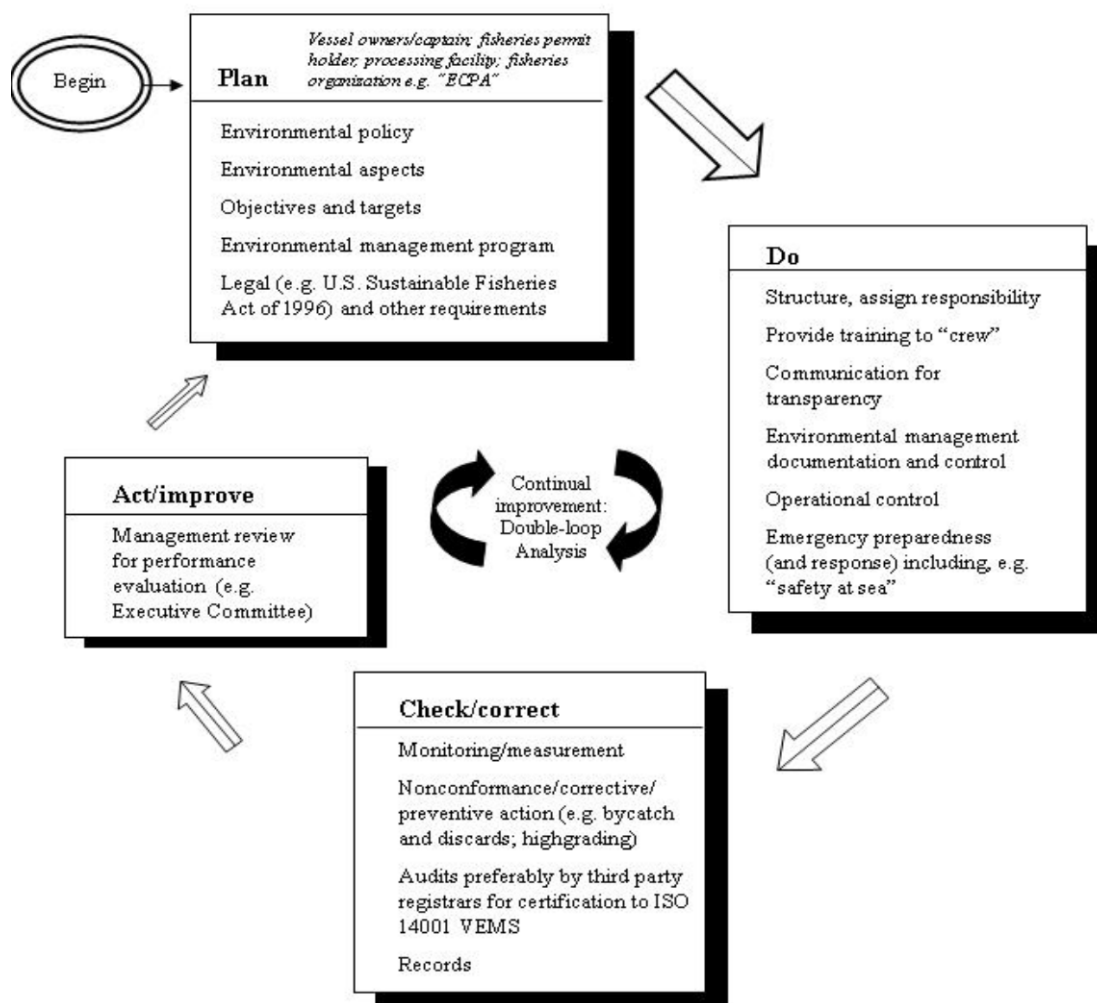 Begin
Plan
Vessel owners/captain; fisheries permit
holder; processing facility; fisheries
organization e.g. "ECPA"
Environmental policy
Environmental aspects
Objectives and targets
Environmental management program
Legal (e.g. U.S. Sustainable Fisheries
Act of 1996) and other requirements
Do
Structure, assign responsibility
Provide training to “crew”
Communication for
transparency
Environmental management
documentation and control
Operational control
Emergency preparedness
(and response) including, e.g.
“safety at sea”
Continual
improvement:
Double-loop
Analysis
Act/improve
Management review
for performance
evaluation (e.g.
Executive Committee)
Check/correct
Monitoring/measurement
Nonconformance/corrective/
preventive action (e.g. bycatch
and discards; highgrading)
Audits preferably by third party
registrars for certification to ISO
14001 VEMS
Records